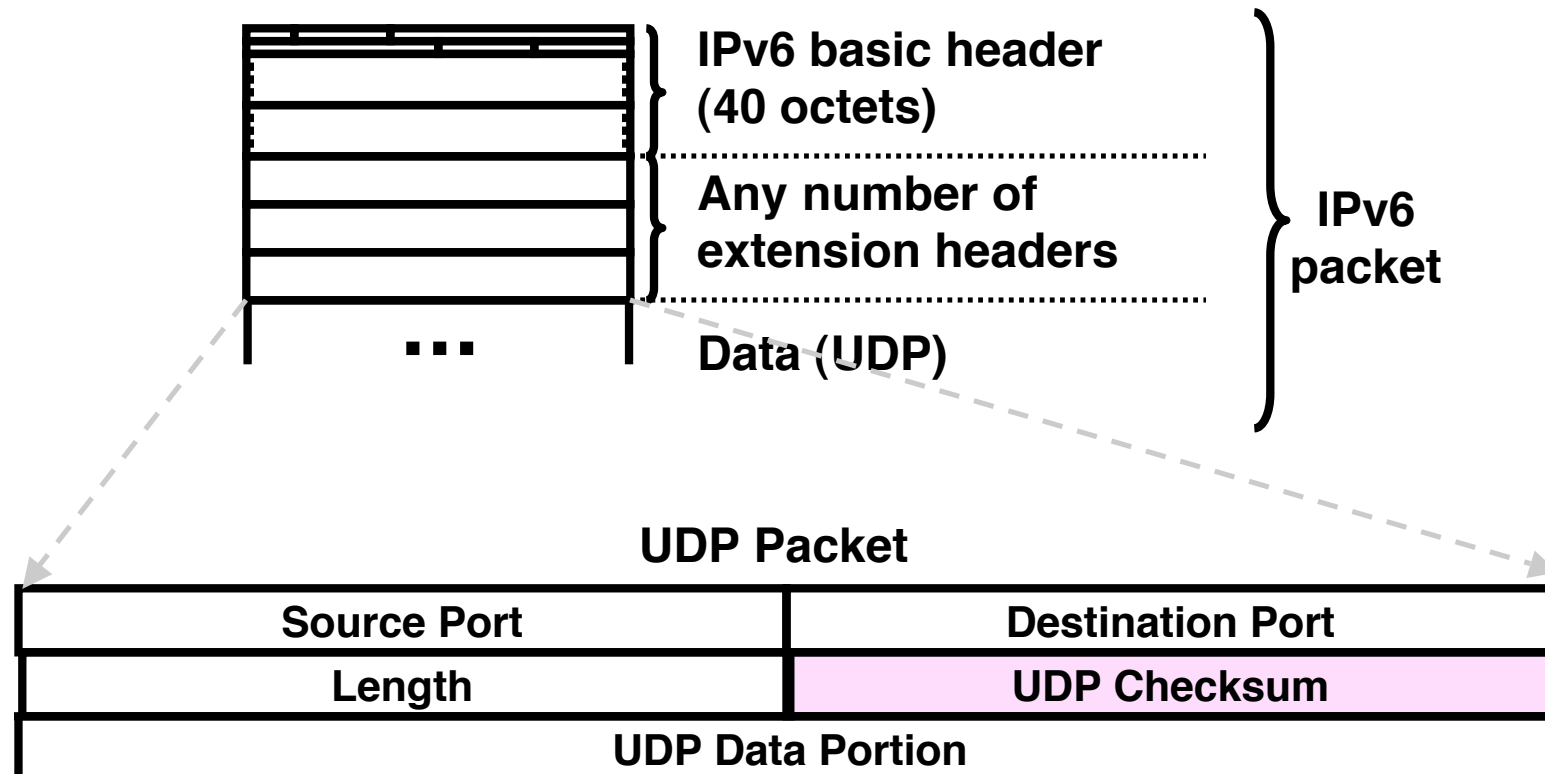 IPv6 basic header
(40 octets)
Any number of
extension headers
IPv6
packet
...
Data (UDP)
UDP Packet
Source Port
Destination Port
Length
UDP Checksum
UDP Data Portion